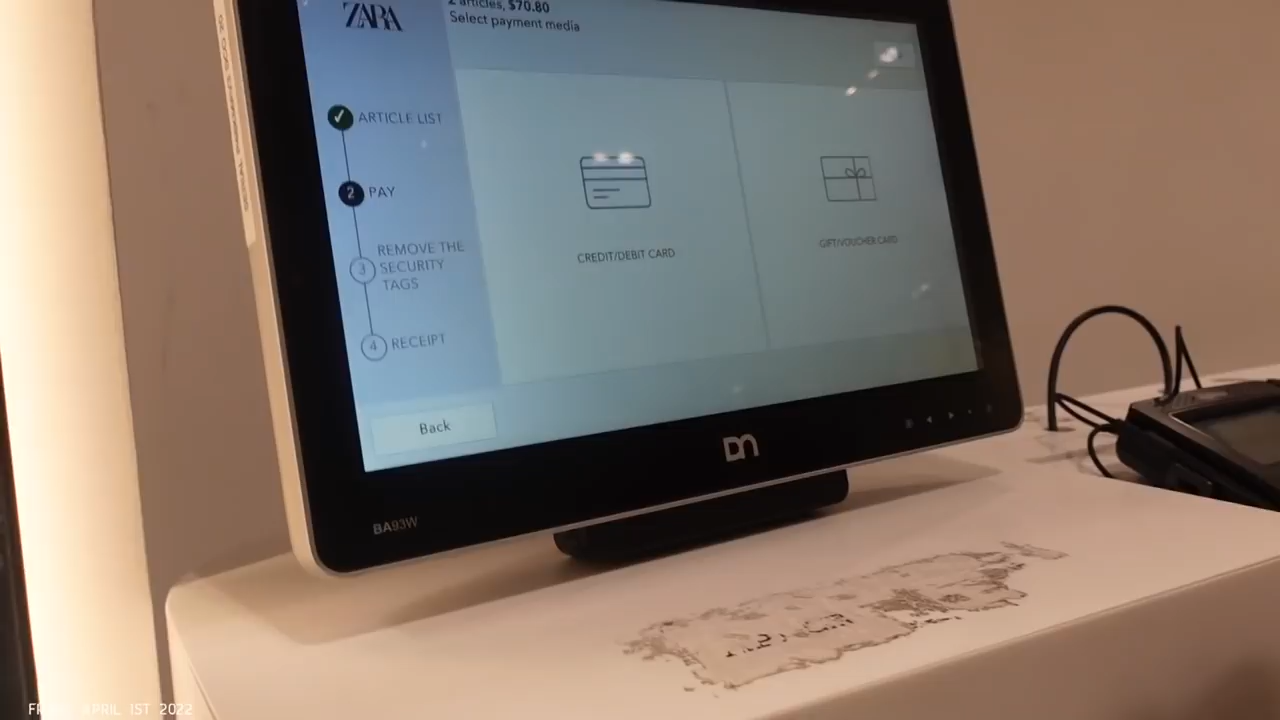 ZARA
2 articles, $70.80
Select payment media
✓ ARTICLE LIST
2 PAY
3 REMOVE THE
SECURITY
TAGS
4 RECEIPT
CREDIT/DEBIT CARD
GIFT/VOUCHER CARD
Back
DN
BA93W
APRIL 1ST 2022